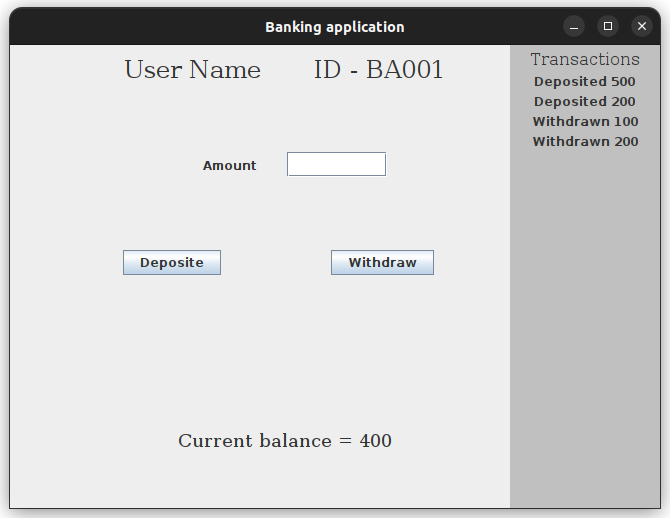 Banking application
User Name ID - BA001
Amount
Deposite Withdraw
Current balance = 400
Transactions
Deposited 500
Deposited 200
Withdrawn 100
Withdrawn 200